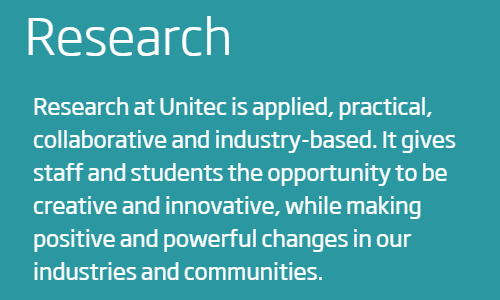 Research
Research at Unitec is applied, practical,
collaborative and industry-based. It gives
staff and students the opportunity to be
creative and innovative, while making
positive and powerful changes in our
industries and communities.